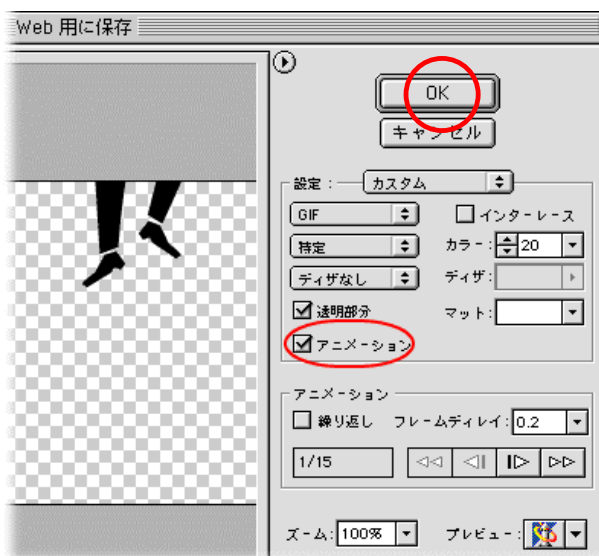 Web 用に保存
OK
キャンセル
設定： カスタム
GIF
インターレース
特定
カラー： 20
ディザなし
ディザ：
透明部分
マット：
アニメーション
アニメーション
繰り返し フレームディレイ： 0.2
1/15
ズーム： 100%
プレビュー：